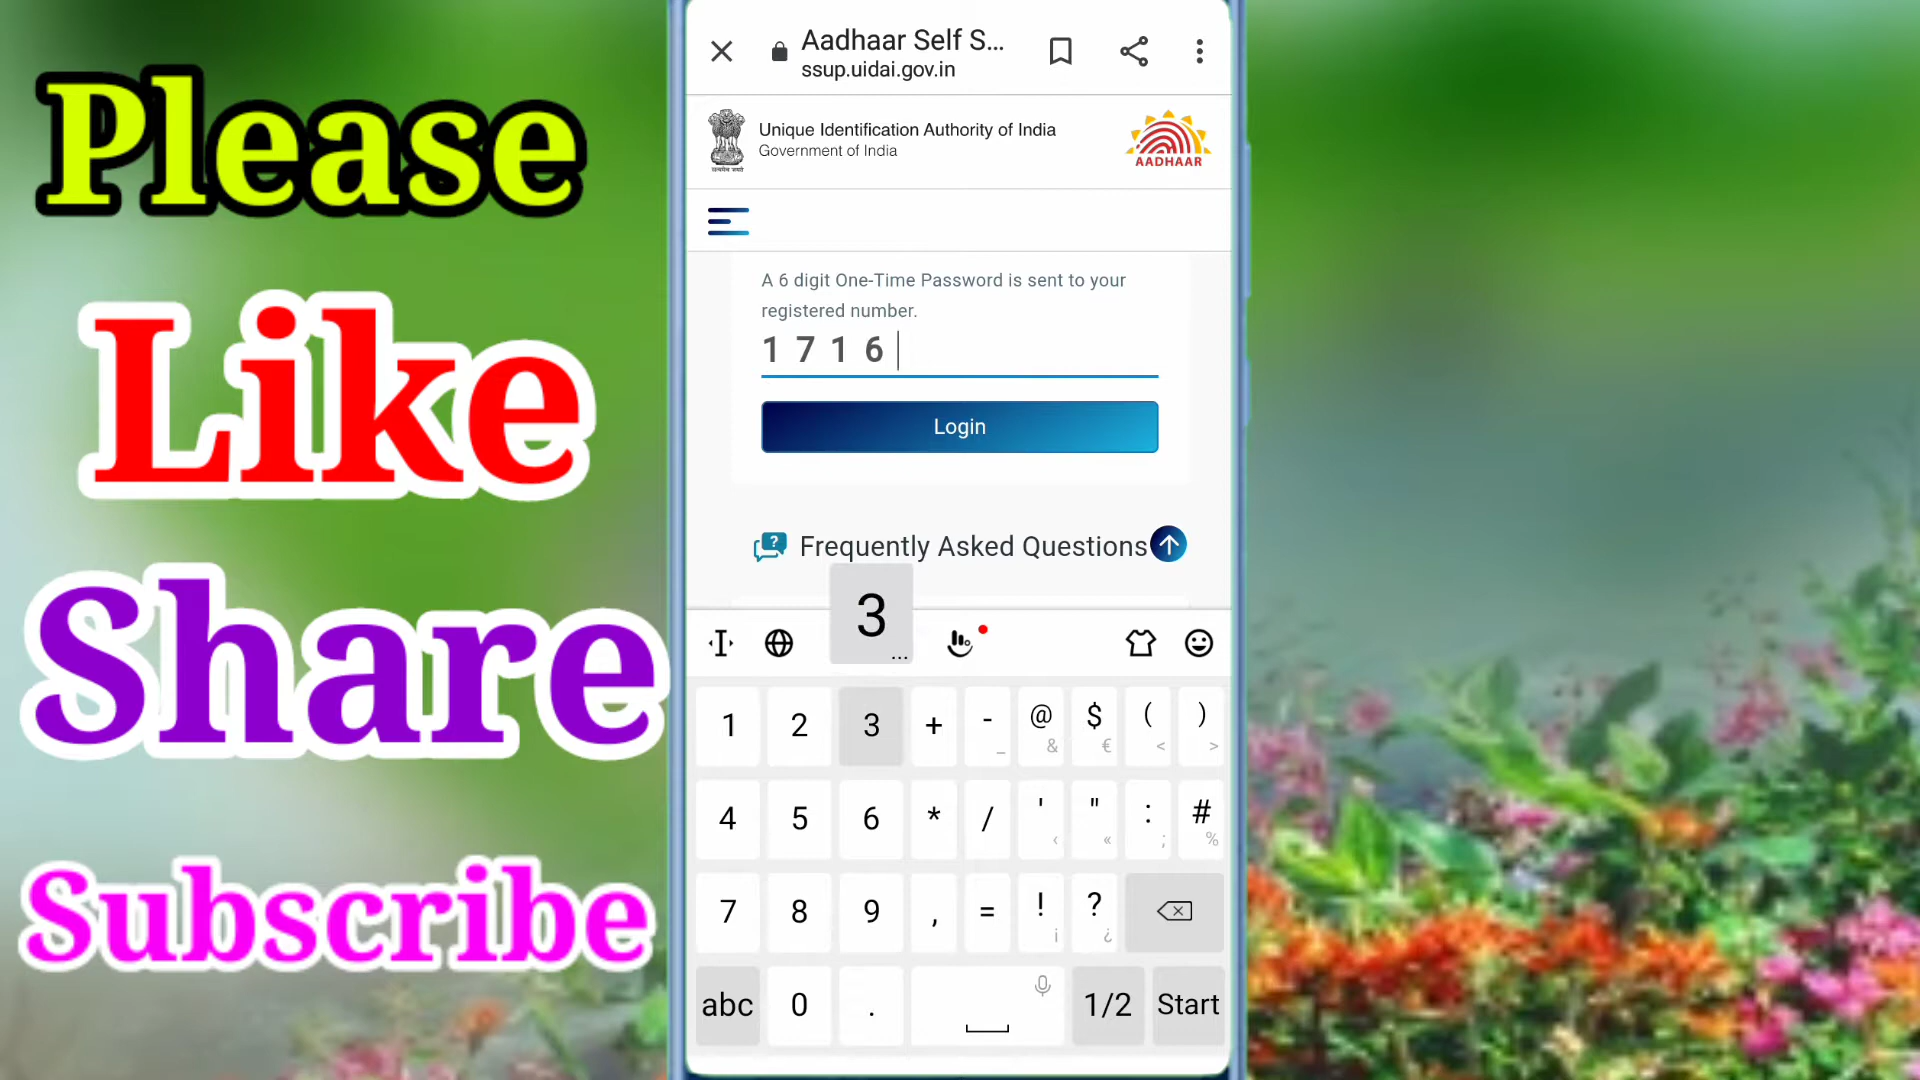 Please
Like
Share
Subscribe
Aadhaar Self S...
ssup.uidai.gov.in
Unique Identification Authority of India
Government of India
AADHAAR
A 6 digit One-Time Password is sent to your
registered number.
1 7 1 6
Login
Frequently Asked Questions
3
...
1 2 3 + - _ @ & $ € ( < ) >
4 5 6 * / ' ‹ " « : ; # %
7 8 9 , = ! ¡ ? ¿
abc 0 . 1/2 Start